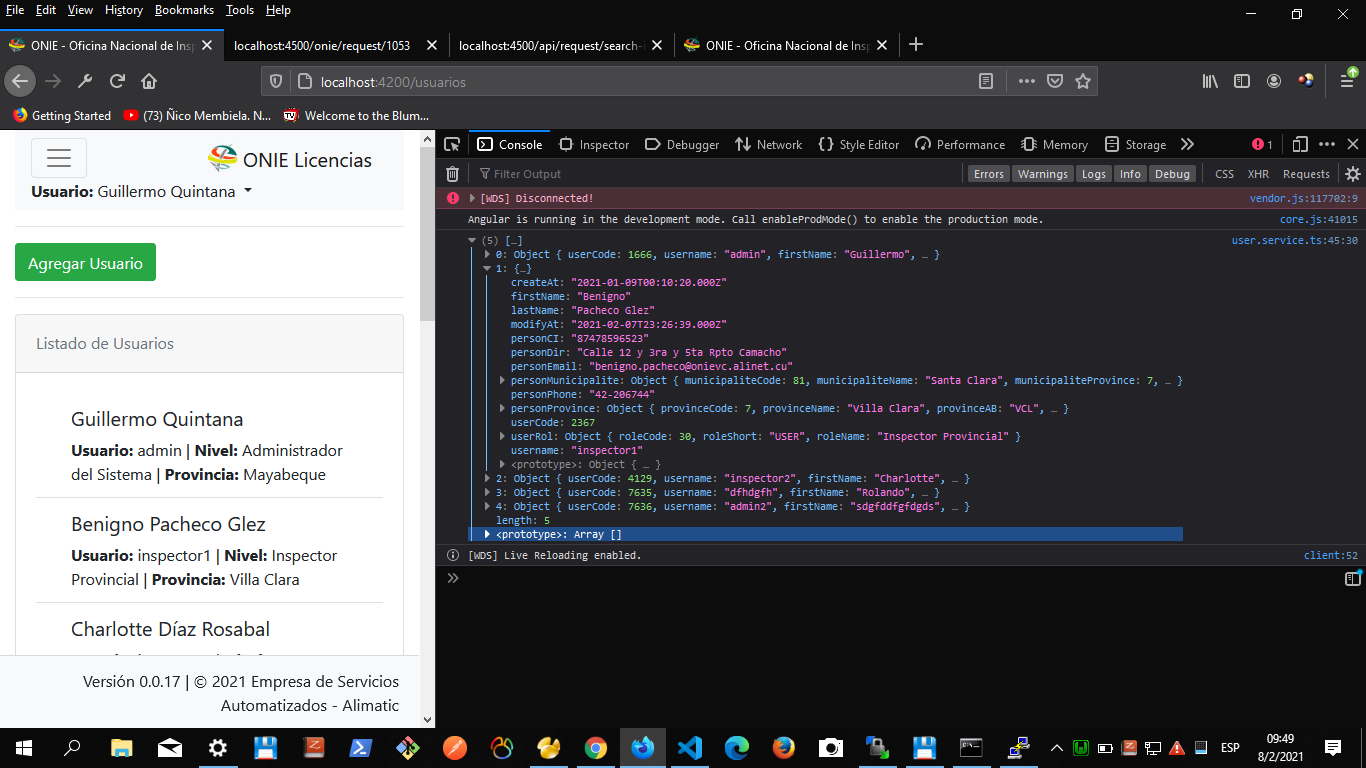 File Edit View History Bookmarks Tools Help
ONIE - Oficina Nacional de Insp
localhost:4500/onie/request/1053
localhost:4500/api/request/search-
ONIE - Oficina Nacional de Insp
localhost:4200/usuarios
Getting Started
(73) Ñico Membiela. N...
Welcome to the Blum...
ONIE Licencias
Usuario: Guillermo Quintana
Agregar Usuario
Listado de Usuarios
Guillermo Quintana
Usuario: admin | Nivel: Administrador
del Sistema | Provincia: Mayabeque
Benigno Pacheco Glez
Usuario: inspector1 | Nivel: Inspector
Provincial | Provincia: Villa Clara
Charlotte Díaz Rosabal
Versión 0.0.17 | © 2021 Empresa de Servicios
Automatizados - Alimatic
Console Inspector Debugger Network Style Editor Performance Memory Storage 1
Filter Output Errors Warnings Logs Info Debug CSS XHR Requests
[WDS] Disconnected! vendor.js:117702:9
Angular is running in the development mode. Call enableProdMode() to enable the production mode. core.js:41015
(5) […] user.service.ts:45:30
0: Object { userCode: 1666, username: "admin", firstName: "Guillermo", … }
1: {…}
createAt: "2021-01-09T00:10:20.000Z"
firstName: "Benigno"
lastName: "Pacheco Glez"
modifyAt: "2021-02-07T23:26:39.000Z"
personCI: "87478596523"
personDir: "Calle 12 y 3ra y 5ta Rpto Camacho"
personEmail: "benigno.pacheco@onievc.alinet.cu"
personMunicipalite: Object { municipaliteCode: 81, municipaliteName: "Santa Clara", municipaliteProvince: 7, … }
personPhone: "42-206744"
personProvince: Object { provinceCode: 7, provinceName: "Villa Clara", provinceAB: "VCL", … }
userCode: 2367
userRol: Object { roleCode: 30, roleShort: "USER", roleName: "Inspector Provincial" }
username: "inspector1"
<prototype>: Object { … }
2: Object { userCode: 4129, username: "inspector2", firstName: "Charlotte", … }
3: Object { userCode: 7635, username: "dfhdgfh", firstName: "Rolando", … }
4: Object { userCode: 7636, username: "admin2", firstName: "sdgfddfgfdgds", … }
length: 5
<prototype>: Array []
[WDS] Live Reloading enabled. client:52
ESP
09:49
8/2/2021